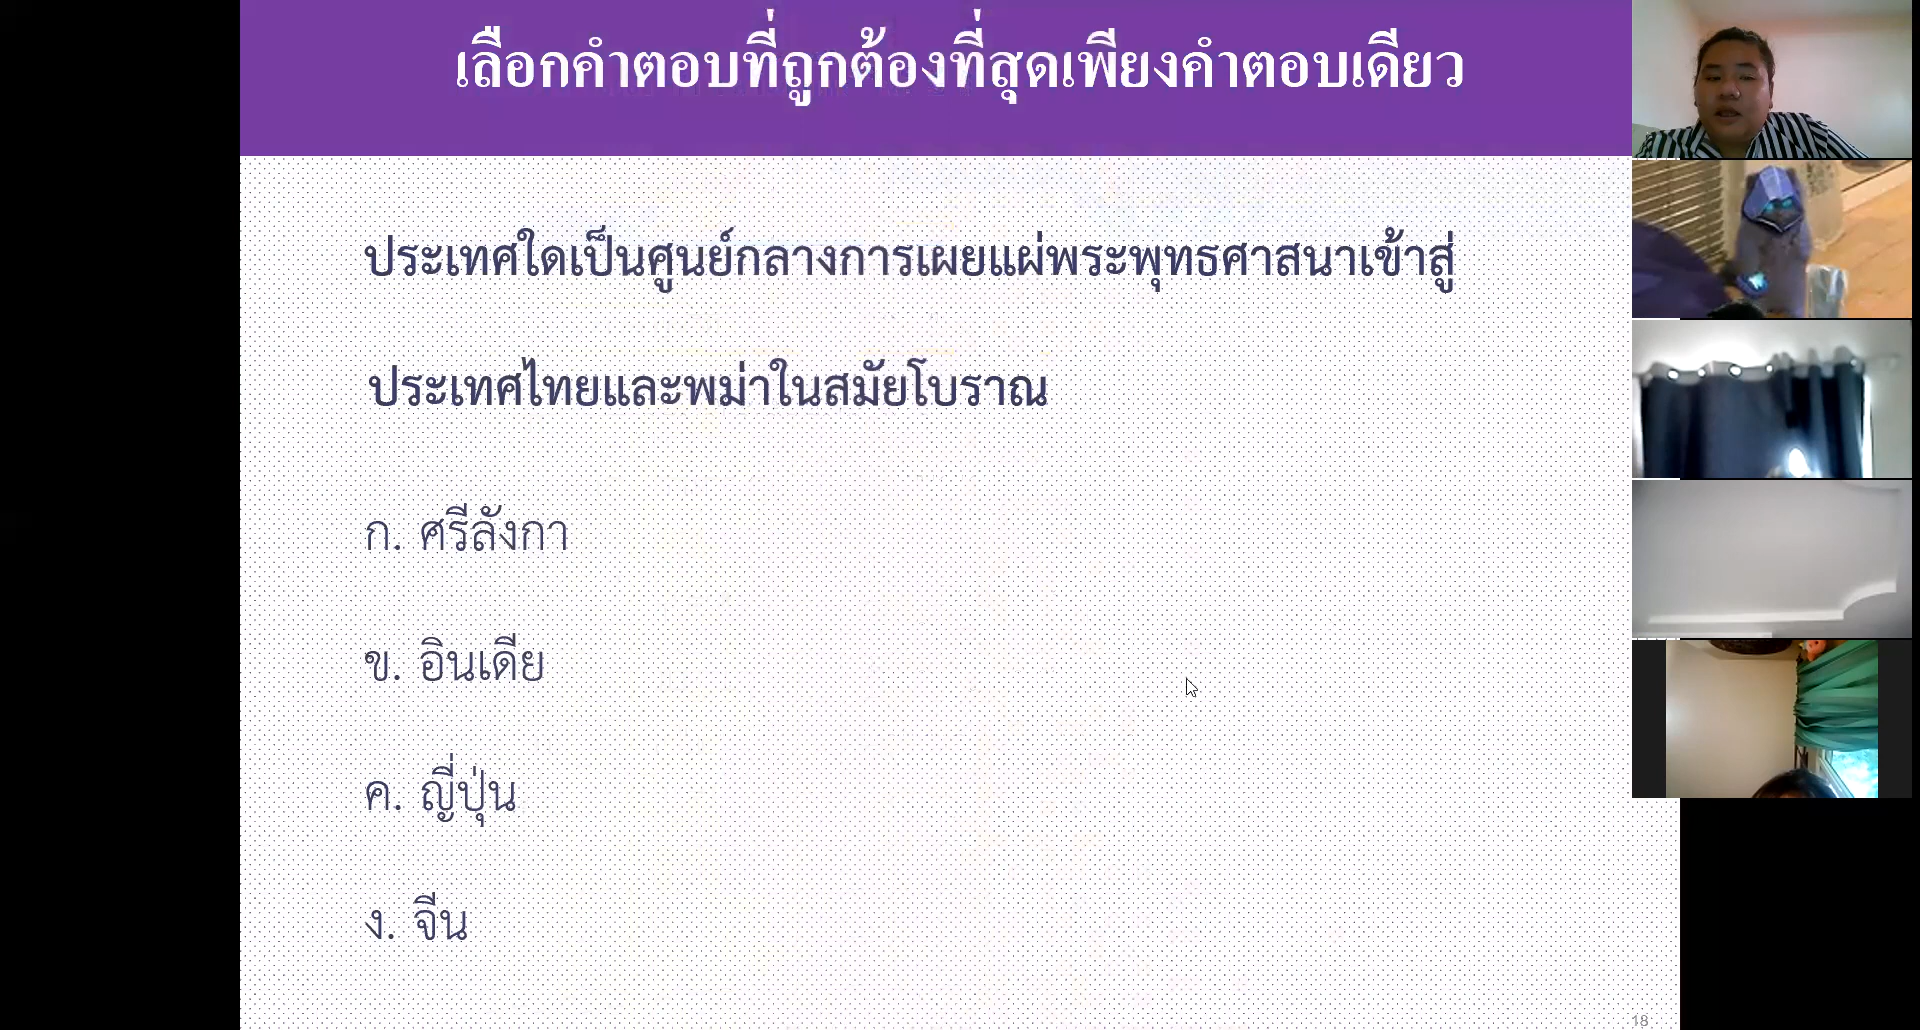 เลือกคำตอบที่ถูกต้องที่สุดเพียงคำตอบเดียว
ประเทศใดเป็นศูนย์กลางการเผยแผ่พระพุทธศาสนาเข้าสู่
ประเทศไทยและพม่าในสมัยโบราณ
ก. ศรีลังกา
ข. อินเดีย
ค. ญี่ปุ่น
ง. จีน
18